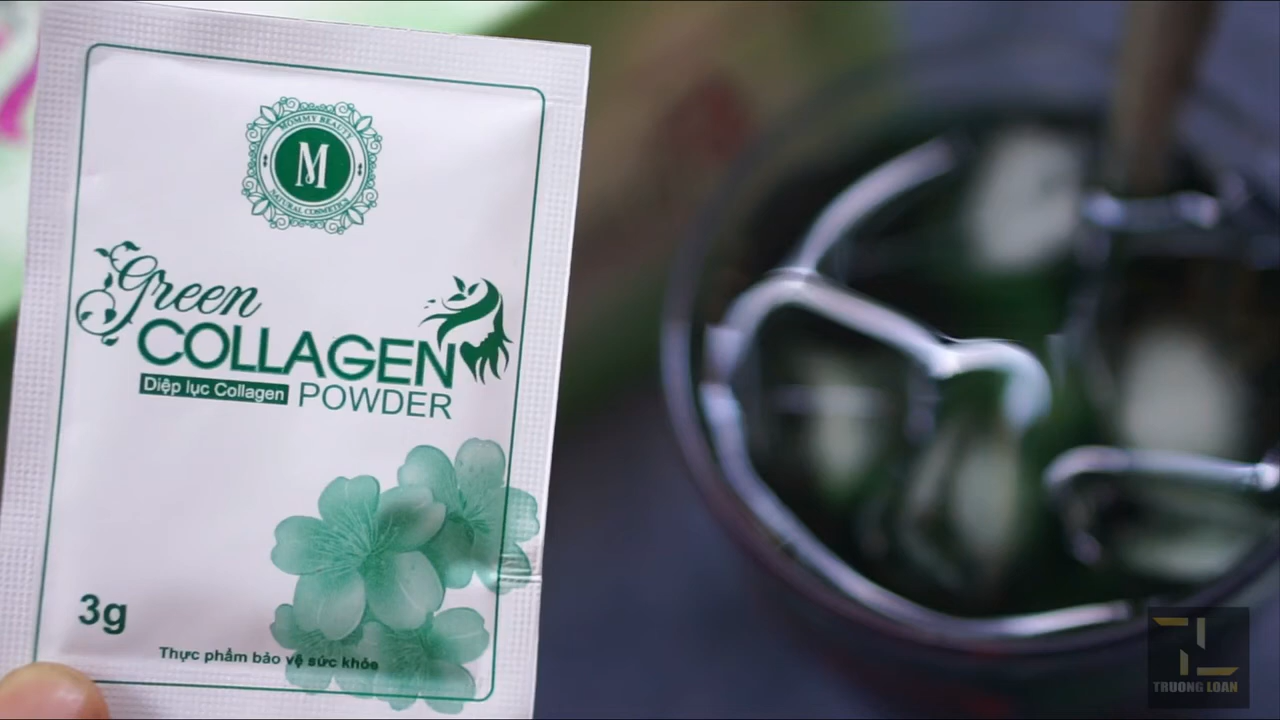 MOMMY BEAUTY
M
NATURAL COSMETICS
Green
COLLAGEN
Diệp lục Collagen POWDER
3g
Thực phẩm bảo vệ sức khỏe
TL
TRUONG LOAN